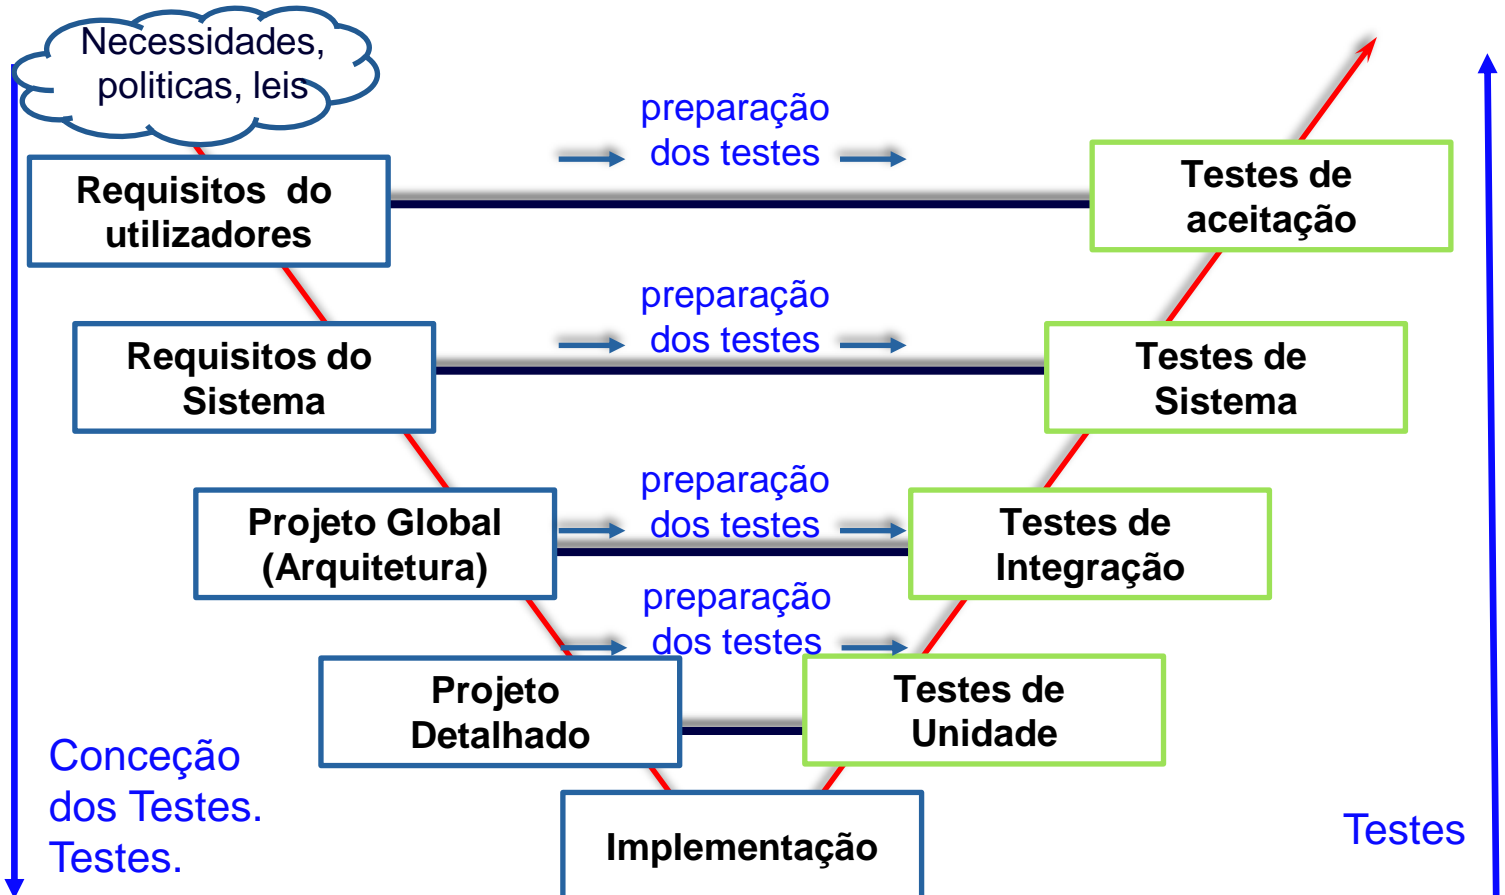 Necessidades,
politicas, leis
preparação
dos testes
Requisitos do
utilizadores
Testes de
aceitação
preparação
dos testes
Requisitos do
Sistema
Testes de
Sistema
preparação
dos testes
Projeto Global
(Arquitetura)
Testes de
Integração
preparação
dos testes
Projeto
Detalhado
Testes de
Unidade
Conceção
dos Testes.
Testes.
Implementação
Testes